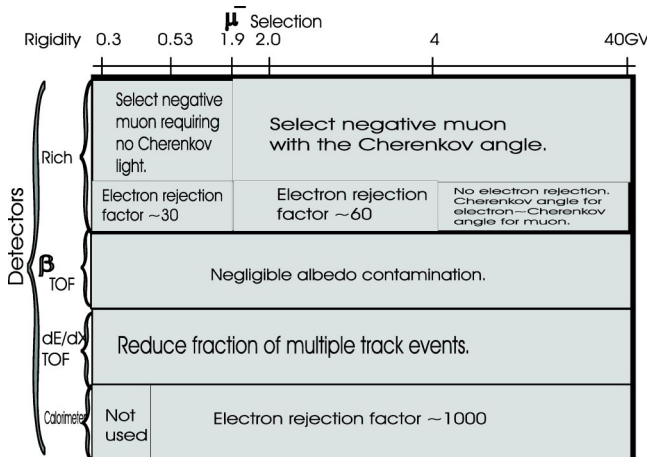 μ⁻ Selection
Rigidity 0.3 0.53 1.9 2.0 4 40GV
Detectors
Rich
Select negative
muon requiring
no Cherenkov
light.
Select negative muon
with the Cherenkov angle.
Electron rejection
factor ~30
Electron rejection
factor ~60
No electron rejection.
Cherenkov angle for
electron~Cherenkov
angle for muon.
β
TOF
Negligible albedo contamination.
dE/dX
TOF
Reduce fraction of multiple track events.
Calorimeter
Not
used
Electron rejection factor ~1000